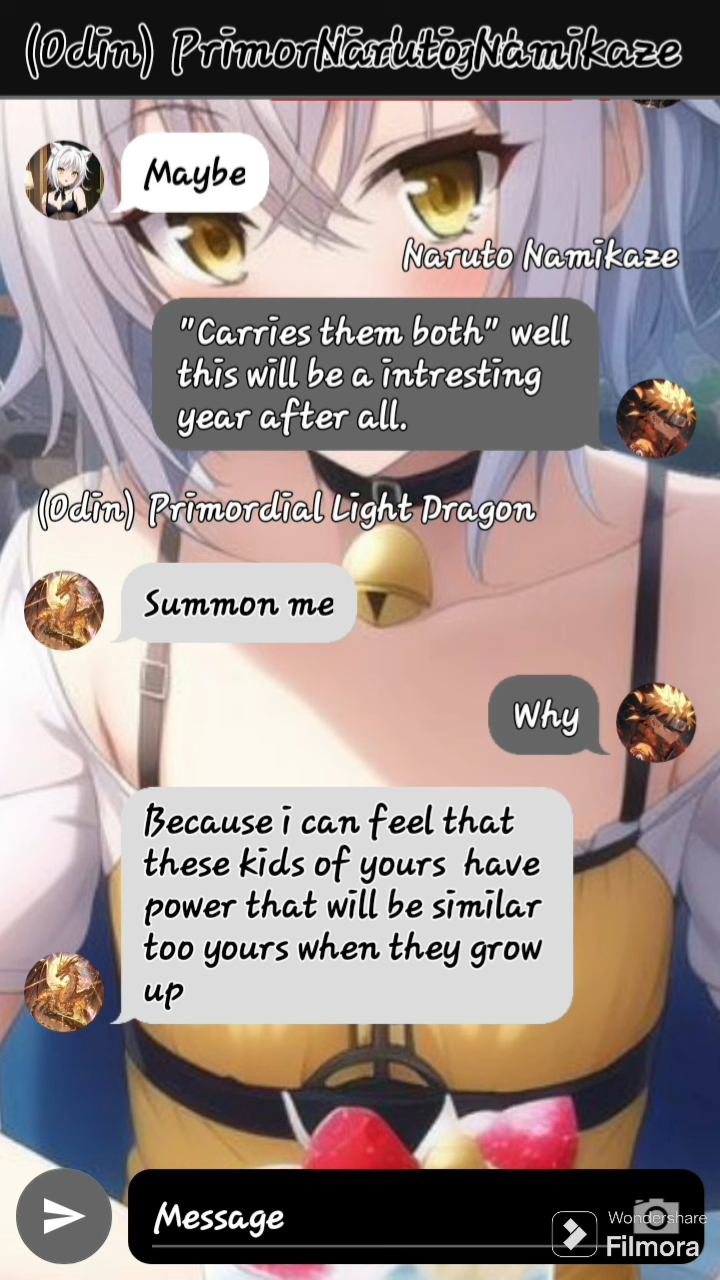 (Odin) Primor Naruto Namikaze
Maybe
Naruto Namikaze
"Carries them both" well
this will be a intresting
year after all.
(Odin) Primordial Light Dragon
Summon me
Why
Because i can feel that
these kids of yours have
power that will be similar
too yours when they grow
up
Message
Wondershare
Filmora